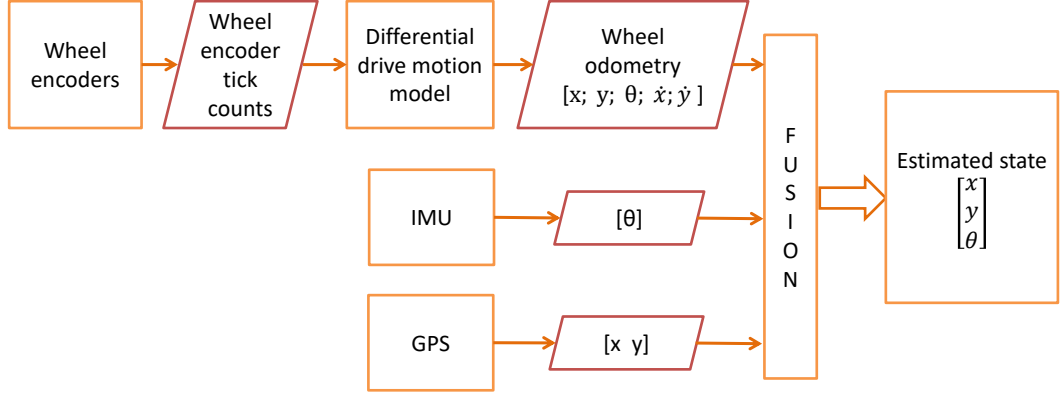 Wheel
encoders
Wheel
encoder
tick
counts
Differential
drive motion
model
Wheel
odometry
[x; y; θ; ẋ; ẏ ]
IMU
[θ]
GPS
[x y]
F
U
S
I
O
N
Estimated state
[x
y
θ]